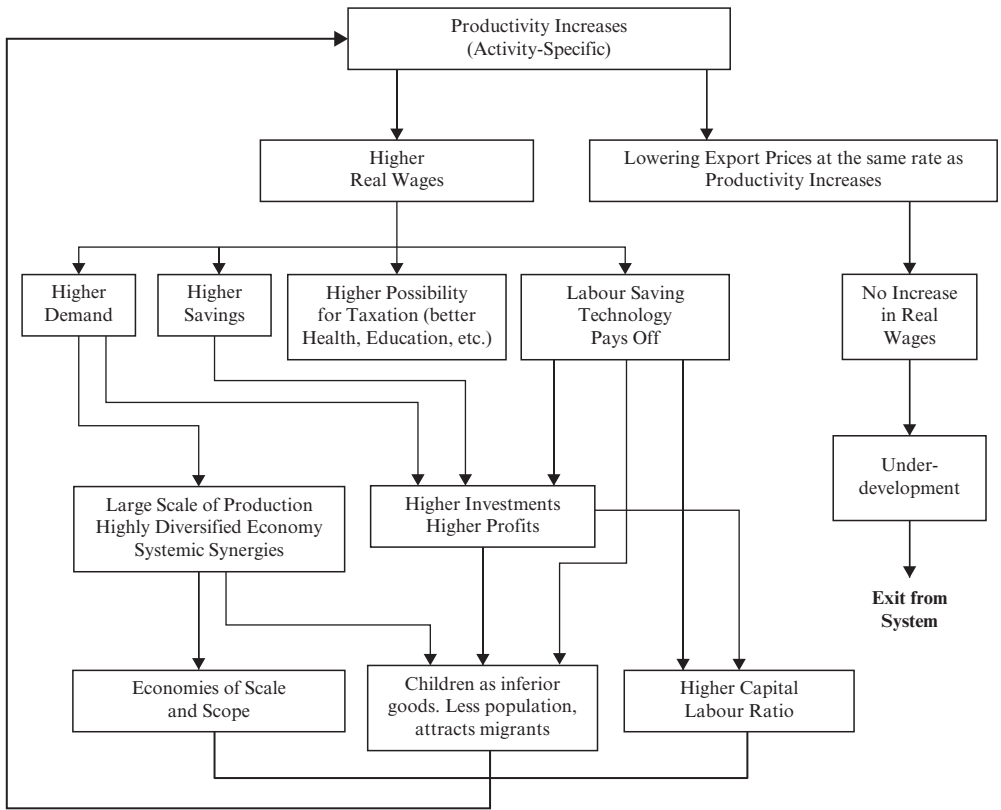 Productivity Increases
(Activity-Specific)
Higher
Real Wages
Lowering Export Prices at the same rate as
Productivity Increases
Higher
Demand
Higher
Savings
Higher Possibility
for Taxation (better
Health, Education, etc.)
Labour Saving
Technology
Pays Off
No Increase
in Real
Wages
Under-
development
Large Scale of Production
Highly Diversified Economy
Systemic Synergies
Higher Investments
Higher Profits
Exit from
System
Economies of Scale
and Scope
Children as inferior
goods. Less population,
attracts migrants
Higher Capital
Labour Ratio